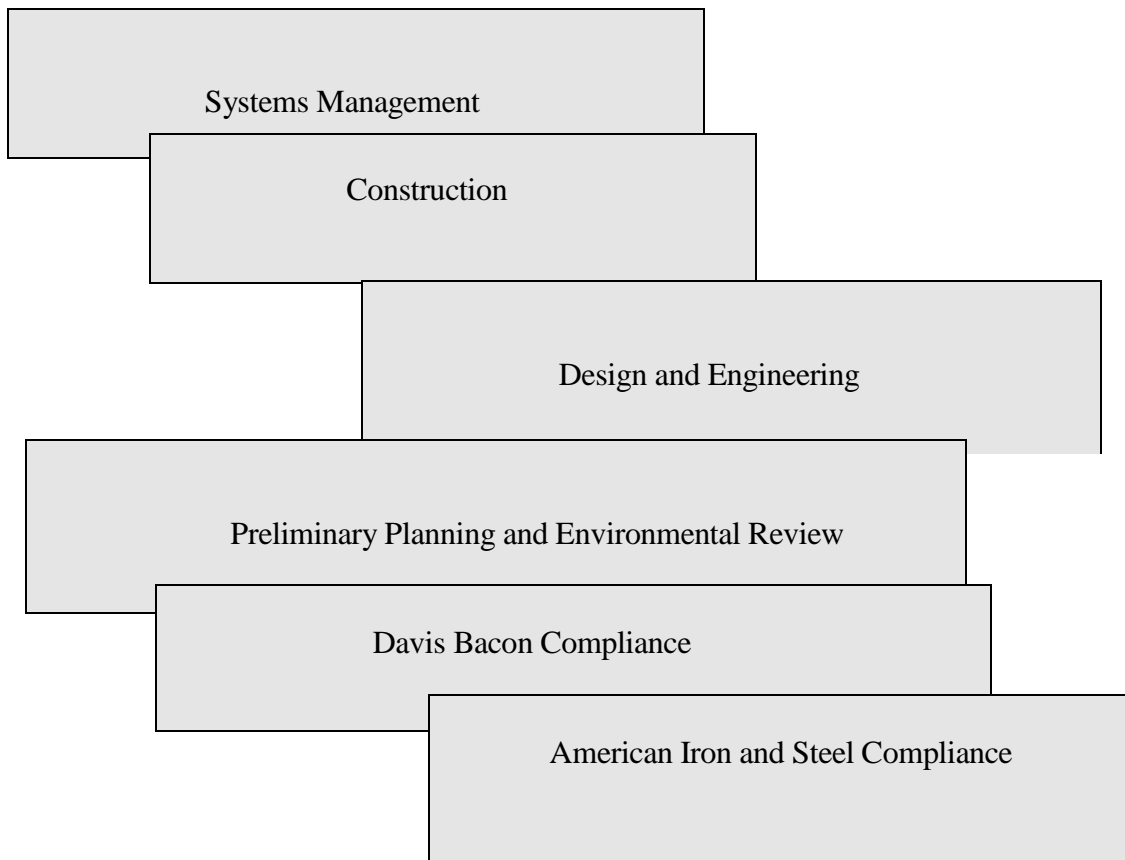 Systems Management
Construction
Design and Engineering
Preliminary Planning and Environmental Review
Davis Bacon Compliance
American Iron and Steel Compliance